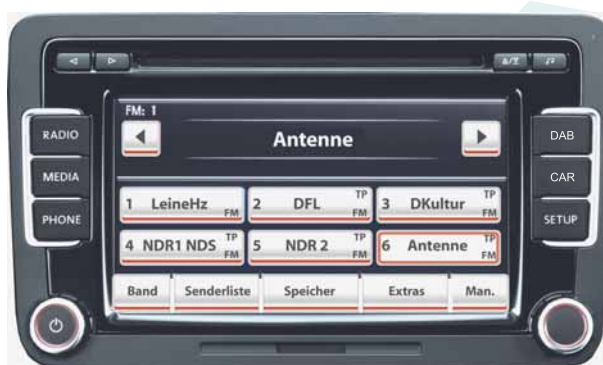 RADIO
MEDIA
PHONE
FM: 1
Antenne
1 LeineHz FM
2 DFL TP FM
3 DKultur TP FM
4 NDR1 NDS TP FM
5 NDR 2 TP FM
6 Antenne TP FM
Band Senderliste Speicher Extras Man.
DAB
CAR
SETUP